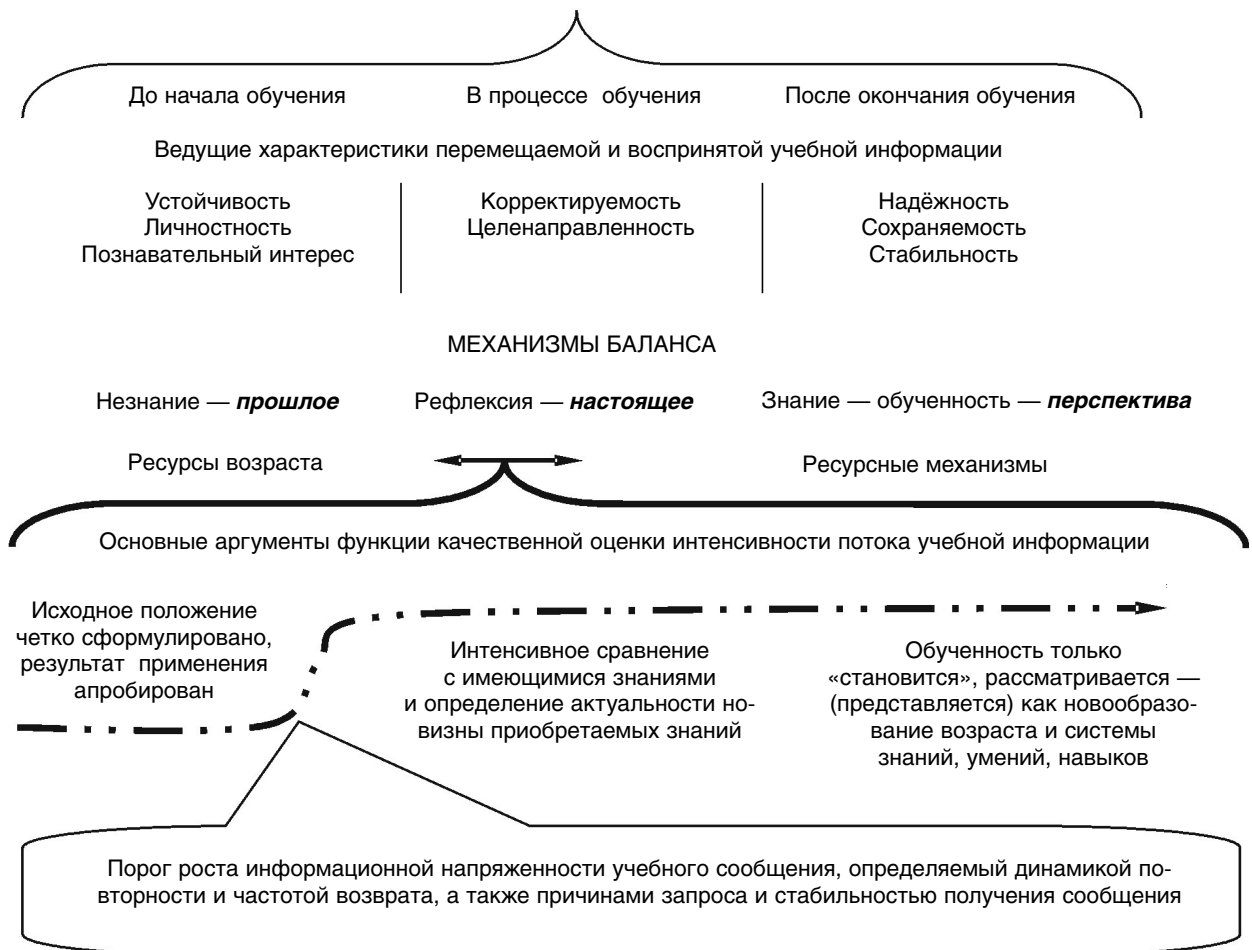 До начала обучения В процессе обучения После окончания обучения
Ведущие характеристики перемещаемой и воспринятой учебной информации
Устойчивость
Личностность
Познавательный интерес
Корректируемость
Целенаправленность
Надёжность
Сохраняемость
Стабильность
МЕХАНИЗМЫ БАЛАНСА
Незнание — прошлое Рефлексия — настоящее Знание — обученность — перспектива
Ресурсы возраста Ресурсные механизмы
Основные аргументы функции качественной оценки интенсивности потока учебной информации
Исходное положение
четко сформулировано,
результат применения
апробирован
Интенсивное сравнение
с имеющимися знаниями
и определение актуальности но-
визны приобретаемых знаний
Обученность только
«становится», рассматривается —
(представляется) как новообразо-
вание возраста и системы
знаний, умений, навыков
Порог роста информационной напряженности учебного сообщения, определяемый динамикой по-
вторности и частотой возврата, а также причинами запроса и стабильностью получения сообщения